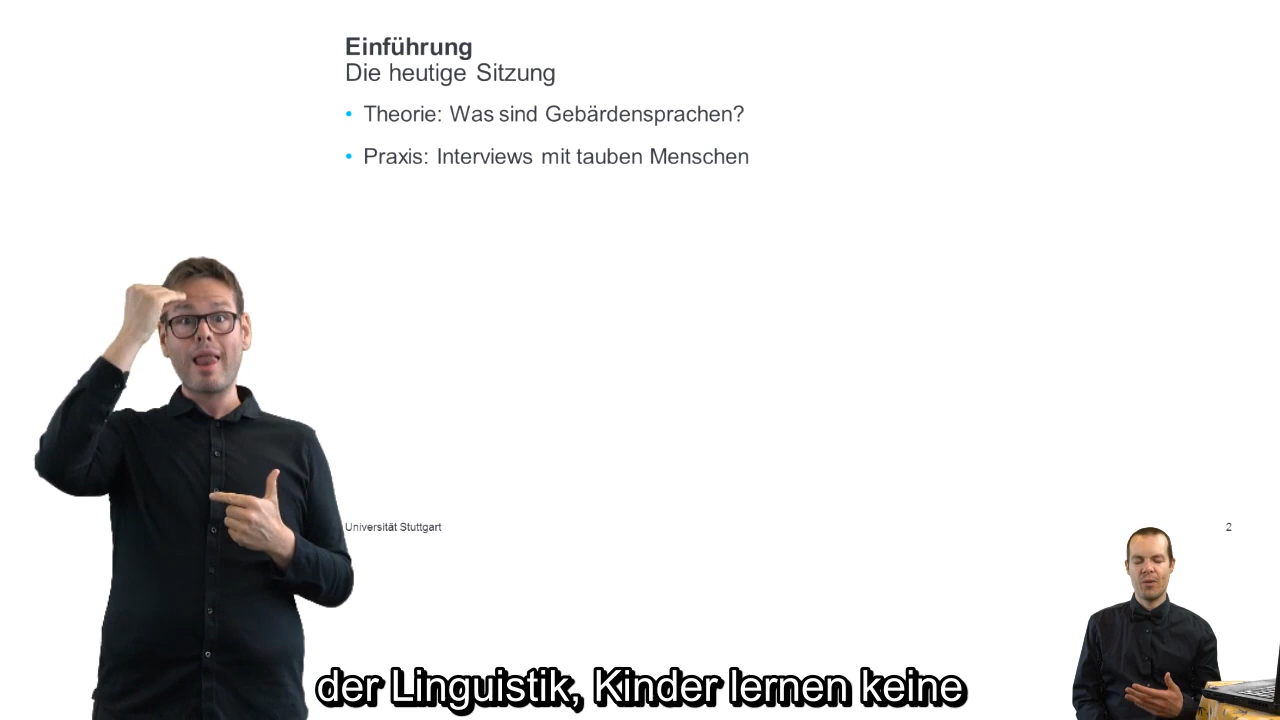 Einführung
Die heutige Sitzung
• Theorie: Was sind Gebärdensprachen?
• Praxis: Interviews mit tauben Menschen
Universität Stuttgart
2
der Linguistik, Kinder lernen keine